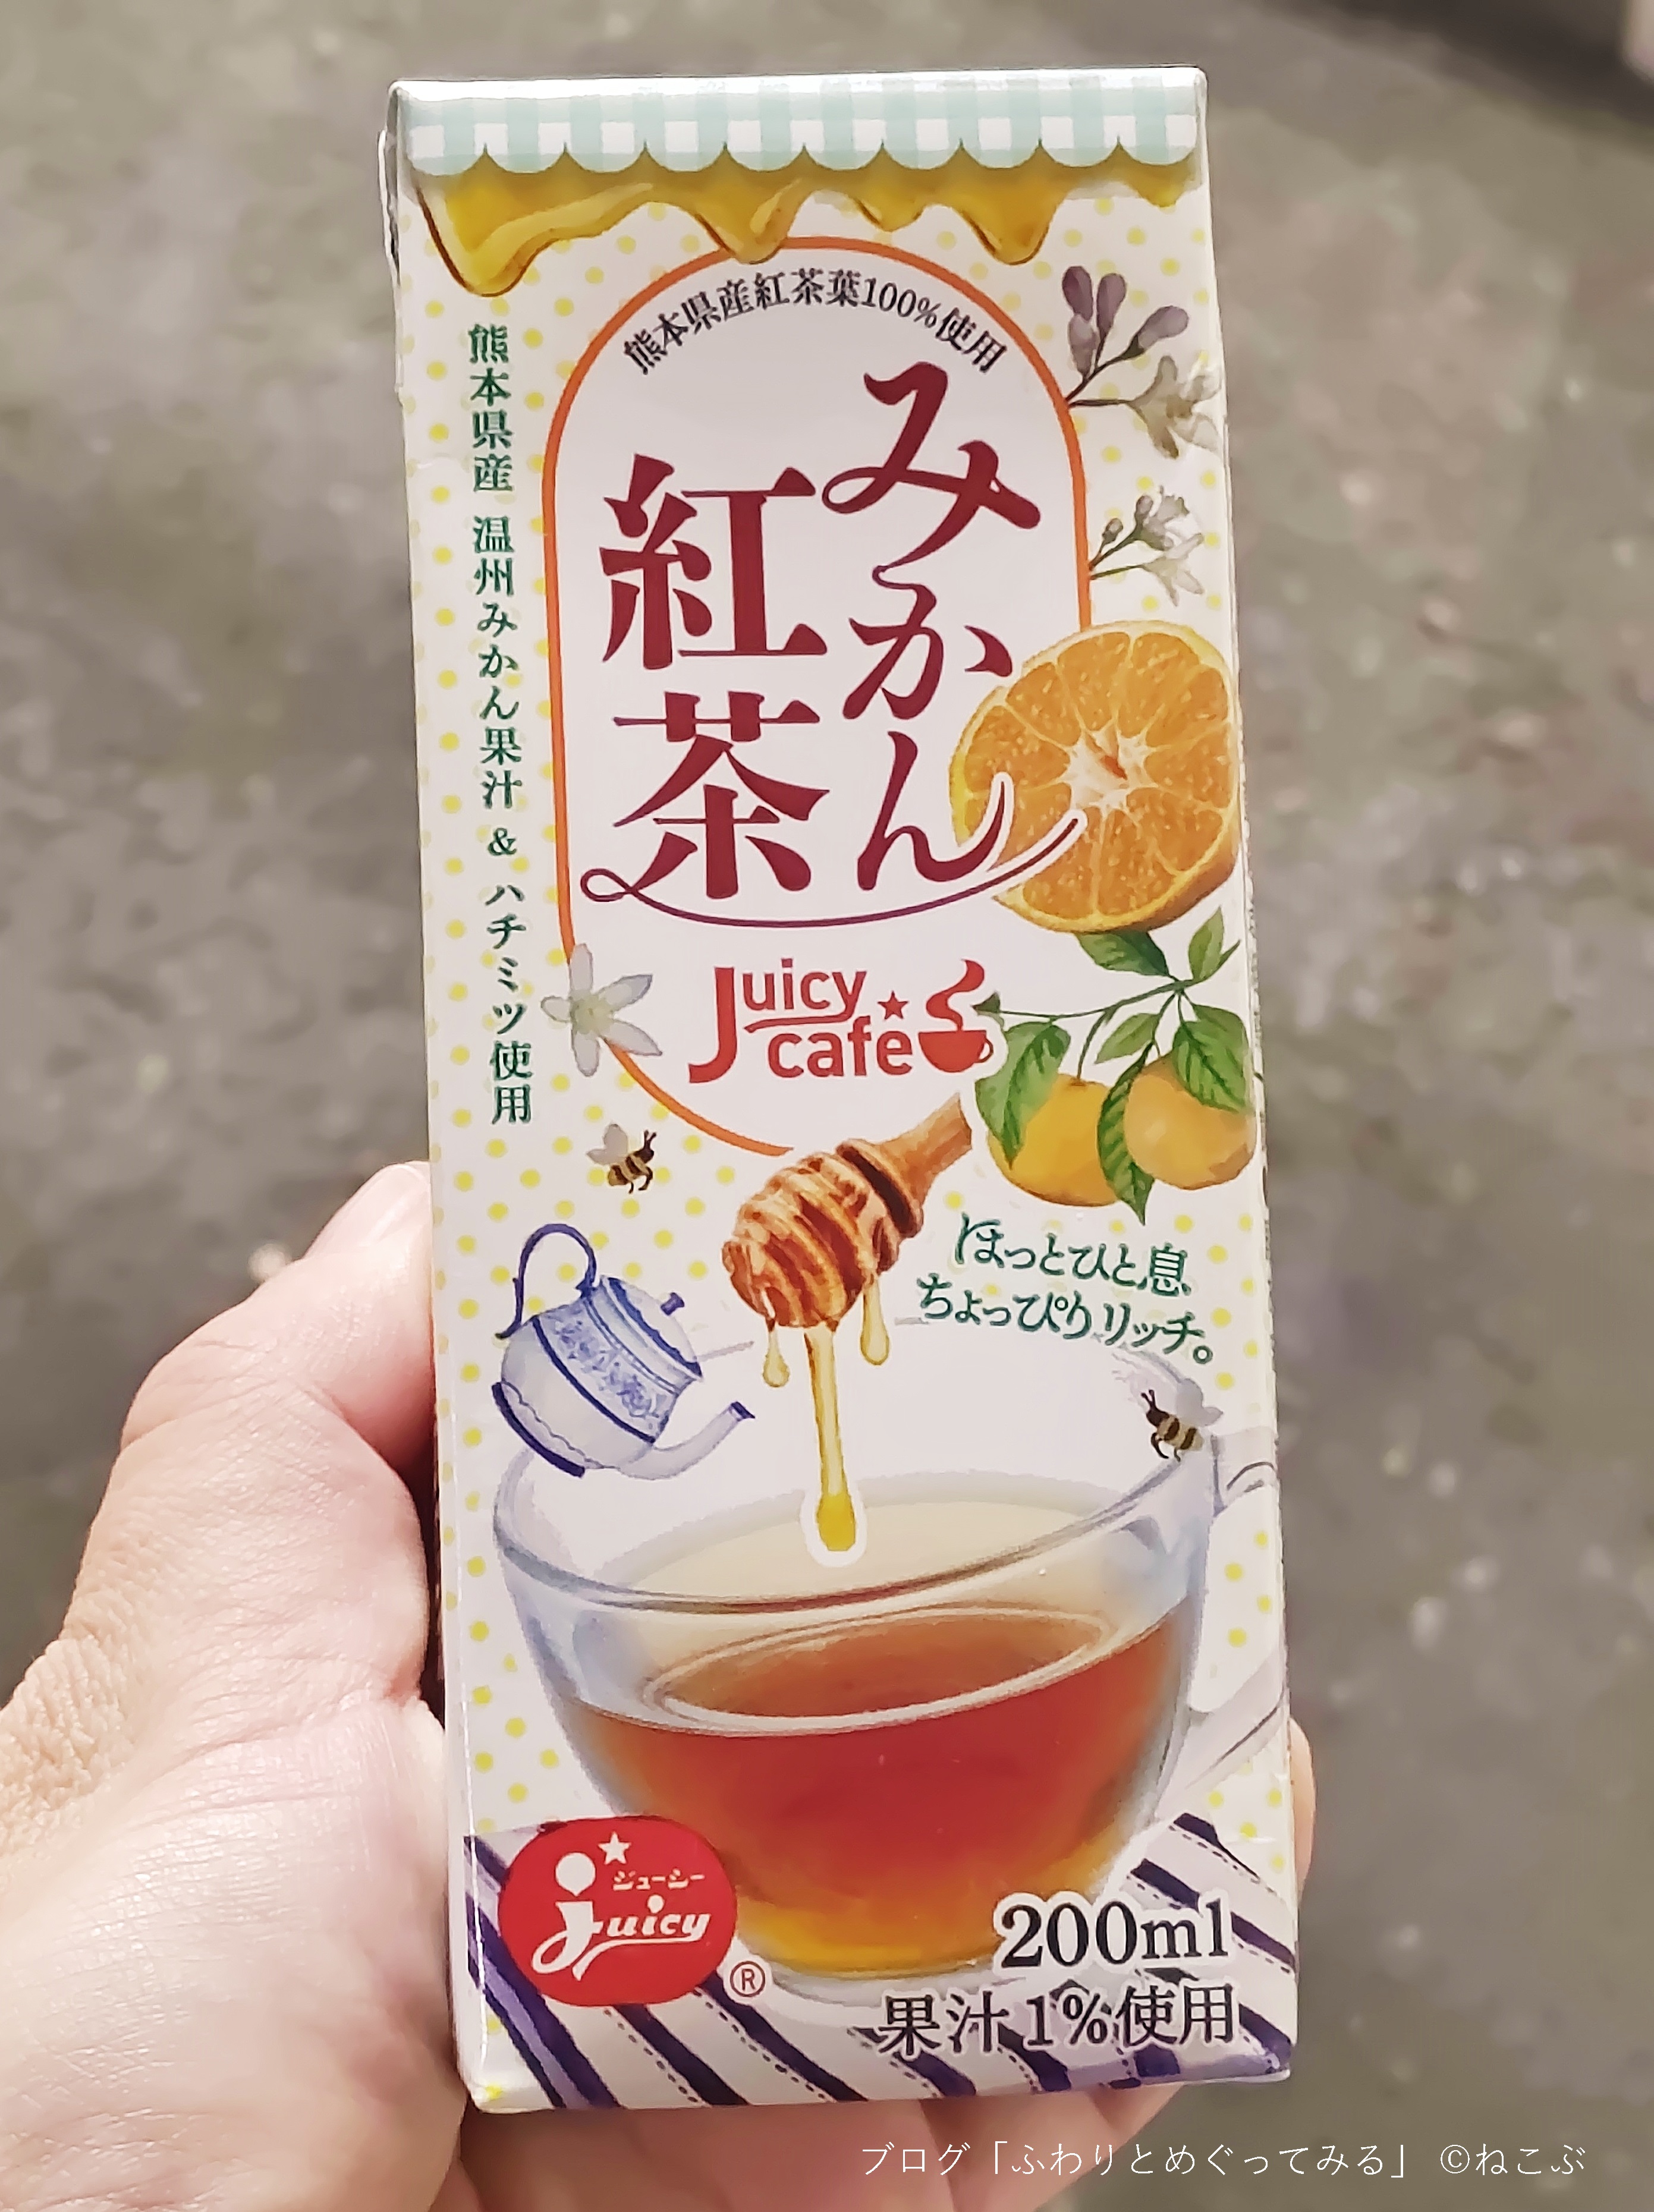 熊本県産紅茶葉100%使用
みかん
紅茶
熊本県産 温州みかん果汁 & ハチミツ使用
Juicy
cafe
ほっとひと息
ちょっぴりリッチ。
ジューシー
juicy
®
200ml
果汁1%使用
ブログ「ふわりとめぐってみる」 ©ねこぶ